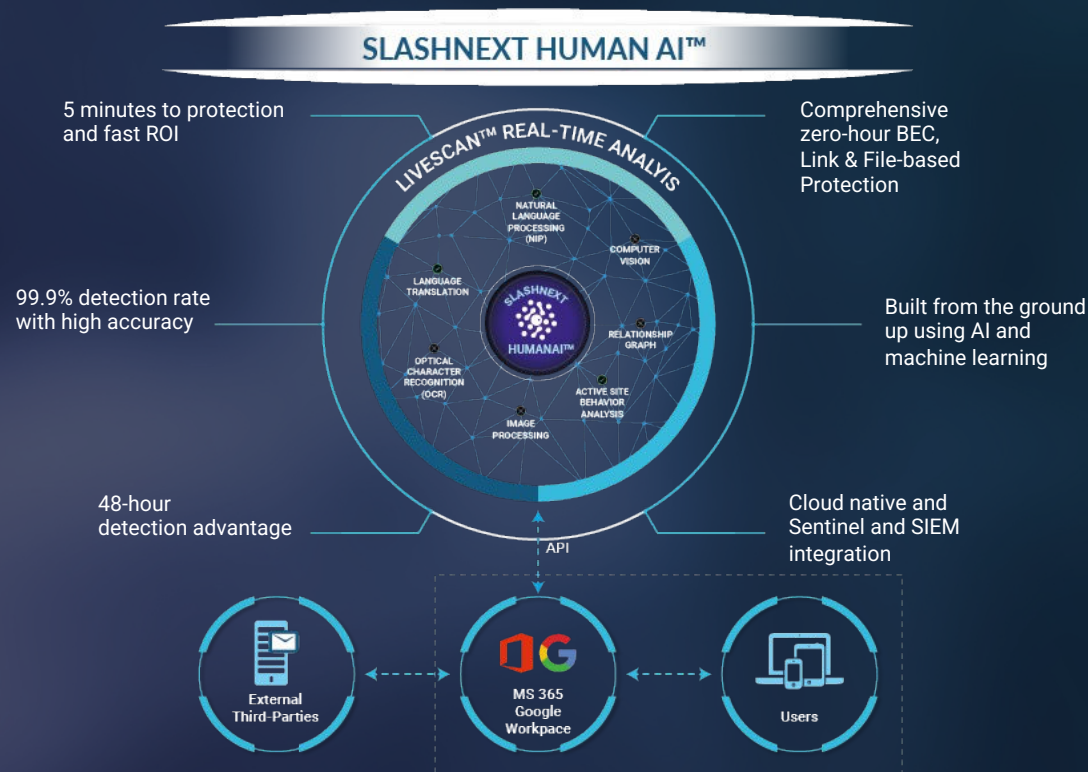 SLASHNEXT HUMAN AI™
5 minutes to protection
and fast ROI
Comprehensive
zero-hour BEC,
Link & File-based
Protection
LIVESCAN™ REAL-TIME ANALYIS
NATURAL
LANGUAGE
PROCESSING
(NIP)
COMPUTER
VISION
LANGUAGE
TRANSLATION
SLASHNEXT
HUMANAI™
RELATIONSHIP
GRAPH
OPTICAL
CHARACTER
RECOGNITION
(OCR)
ACTIVE SITE
BEHAVIOR
ANALYSIS
IMAGE
PROCESSING
99.9% detection rate
with high accuracy
Built from the ground
up using AI and
machine learning
48-hour
detection advantage
Cloud native and
Sentinel and SIEM
integration
API
External
Third-Parties
MS 365
Google
Workpace
Users